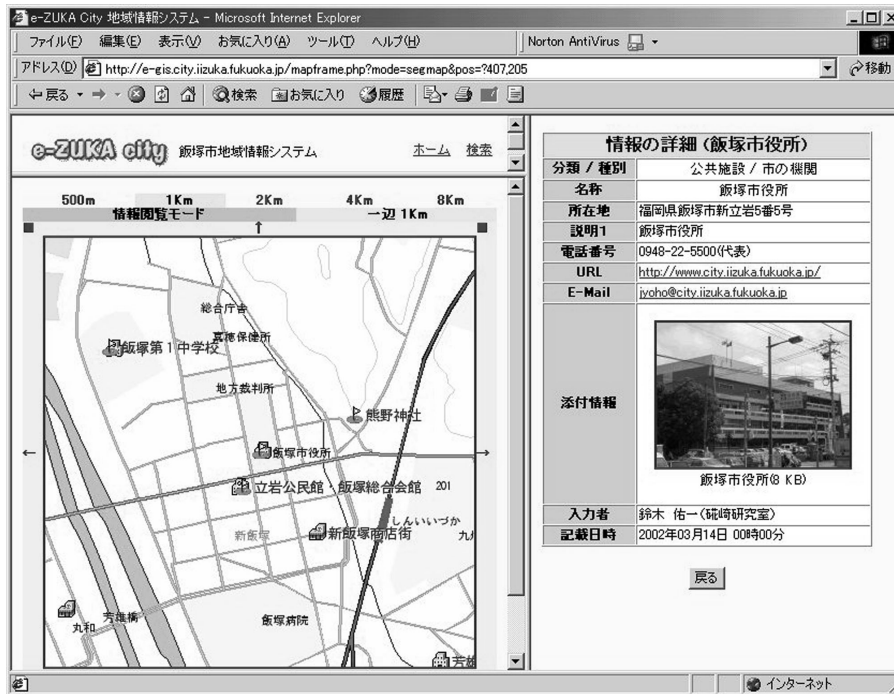 e-ZUKA City 地域情報システム - Microsoft Internet Explorer
ファイル(F) 編集(E) 表示(V) お気に入り(A) ツール(T) ヘルプ(H) Norton AntiVirus
アドレス(D) http://e-gis.city.iizuka.fukuoka.jp/mapframe.php?mode=segmap&pos=?407,205 移動
戻る 検索 お気に入り 履歴
e-ZUKA city 飯塚市地域情報システム ホーム 検索
500m 1Km 2Km 4Km 8Km
情報閲覧モード ↑ 一辺 1Km
総合庁舎
嘉穂保健所
飯塚第1中学校
地方裁判所
熊野神社
← →
飯塚市役所
立岩公民館・飯塚総合会館 201
しんいいづか
新飯塚 新飯塚商店街 九州
芳雄橋
丸和
飯塚病院
芳雄
情報の詳細 (飯塚市役所)
分類 / 種別 公共施設 / 市の機関
名称 飯塚市役所
所在地 福岡県飯塚市新立岩5番5号
説明1 飯塚市役所
電話番号 0948-22-5500(代表)
URL http://www.city.iizuka.fukuoka.jp/
E-Mail jyoho@city.iizuka.fukuoka.jp
添付情報
飯塚市役所(8 KB)
入力者 鈴木 佑一(硴崎研究室)
記載日時 2002年03月14日 00時00分
戻る
インターネット